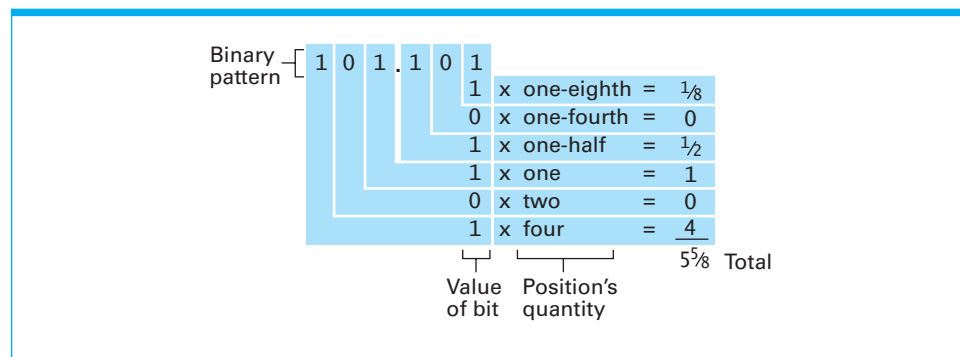 Binary pattern
1 0 1 . 1 0 1
1 x one-eighth = ⅛
0 x one-fourth = 0
1 x one-half = ½
1 x one = 1
0 x two = 0
1 x four = 4
5⅝ Total
Value of bit
Position's quantity